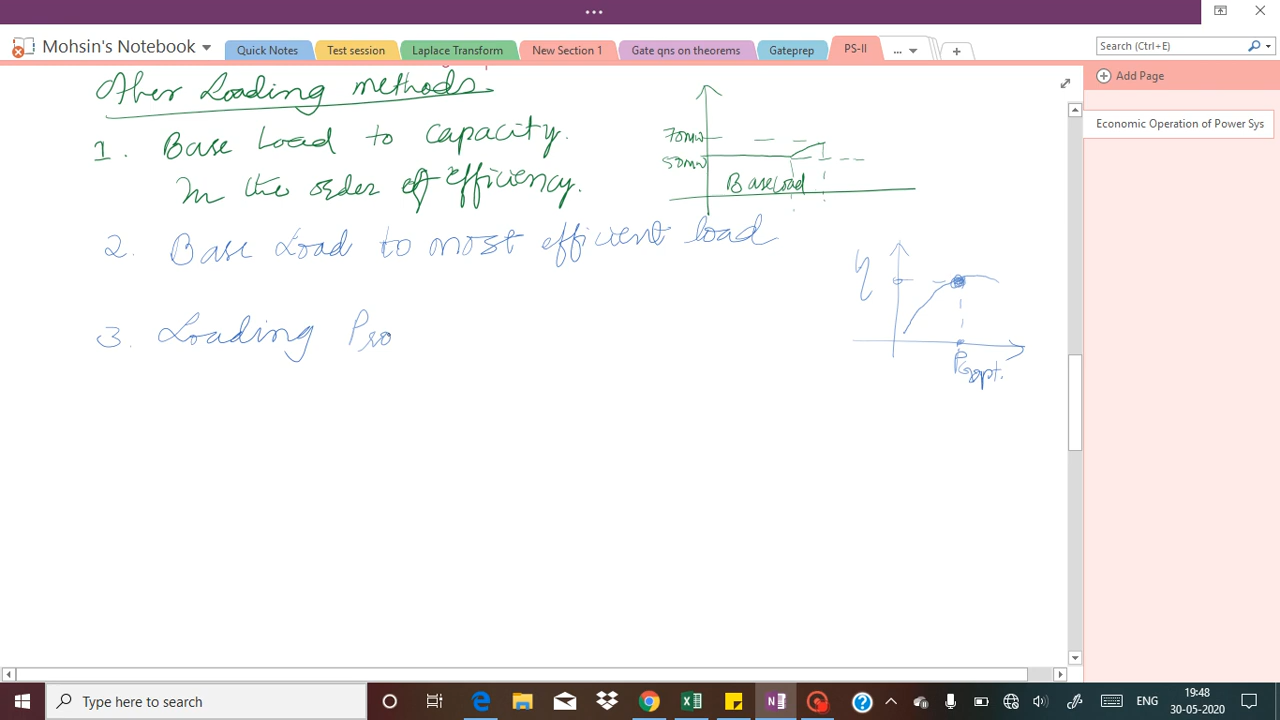 Mohsin's Notebook
Quick Notes
Test session
Laplace Transform
New Section 1
Gate qns on theorems
Gateprep
PS-II
...
Search (Ctrl+E)
Add Page
Economic Operation of Power Sys
Other Loading methods.
1. Base Load to capacity.
In the order of efficiency.
70MW
50MW
Base Load
2. Base Load to most efficient load
η
PG opt.
3. Loading Pro
Type here to search
ENG
19:48
30-05-2020